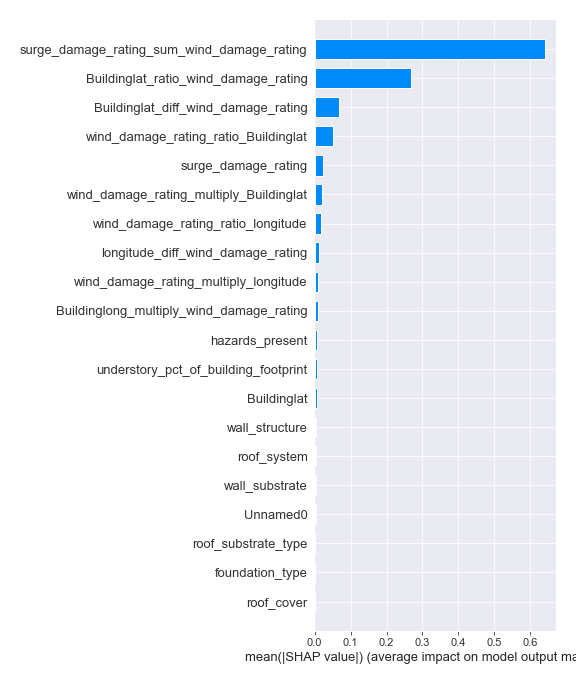 surge_damage_rating_sum_wind_damage_rating
Buildinglat_ratio_wind_damage_rating
Buildinglat_diff_wind_damage_rating
wind_damage_rating_ratio_Buildinglat
surge_damage_rating
wind_damage_rating_multiply_Buildinglat
wind_damage_rating_ratio_longitude
longitude_diff_wind_damage_rating
wind_damage_rating_multiply_longitude
Buildinglong_multiply_wind_damage_rating
hazards_present
understory_pct_of_building_footprint
Buildinglat
wall_structure
roof_system
wall_substrate
Unnamed0
roof_substrate_type
foundation_type
roof_cover
0.0 0.1 0.2 0.3 0.4 0.5 0.6
mean(|SHAP value|) (average impact on model output ma